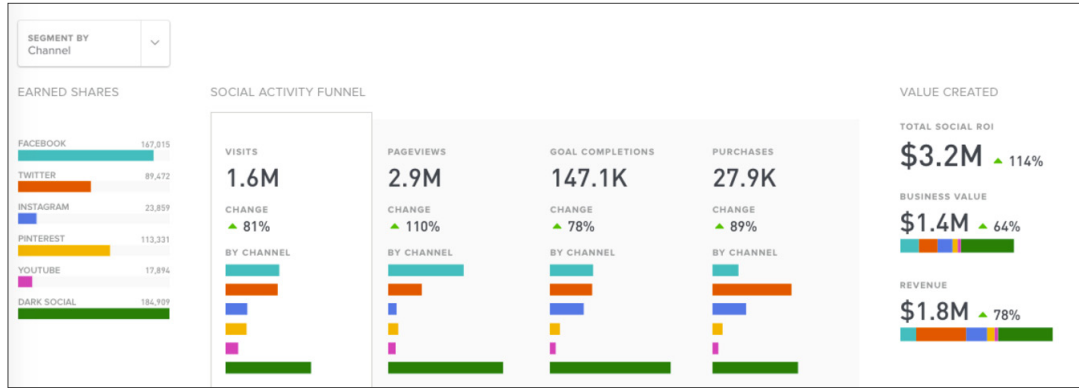 SEGMENT BY
Channel
EARNED SHARES
FACEBOOK 167,015
TWITTER 89,472
INSTAGRAM 23,859
PINTEREST 113,331
YOUTUBE 17,894
DARK SOCIAL 184,909
SOCIAL ACTIVITY FUNNEL
VISITS
1.6M
CHANGE
81%
BY CHANNEL
PAGEVIEWS
2.9M
CHANGE
110%
BY CHANNEL
GOAL COMPLETIONS
147.1K
CHANGE
78%
BY CHANNEL
PURCHASES
27.9K
CHANGE
89%
BY CHANNEL
VALUE CREATED
TOTAL SOCIAL ROI
$3.2M 114%
BUSINESS VALUE
$1.4M 64%
REVENUE
$1.8M 78%